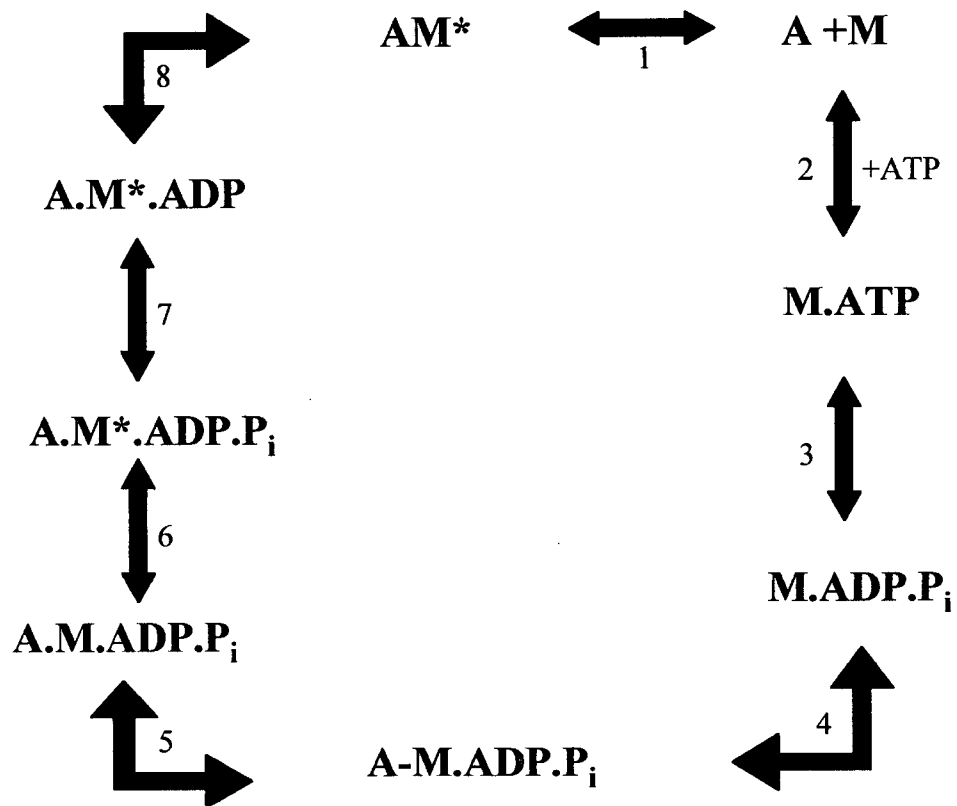 AM*
1
A +M
8
2
+ATP
A.M*.ADP
M.ATP
7
A.M*.ADP.Pi
3
6
M.ADP.Pi
A.M.ADP.Pi
5
4
A-M.ADP.Pi